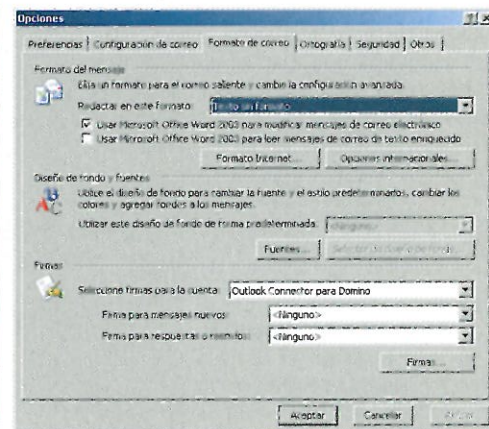 Opciones
Preferencias Configuración de correo Formato de correo Ortografía Seguridad Otros
Formato del mensaje
Elija un formato para el correo saliente y cambie la configuración avanzada.
Redactar en este formato: Texto sin formato
Usar Microsoft Office Word 2003 para modificar mensajes de correo electrónico
Usar Microsoft Office Word 2003 para leer mensajes de correo de texto enriquecido
Formato Internet... Opciones internacionales...
Diseño de fondo y fuentes
Utilice el diseño de fondo para cambiar la fuente y el estilo predeterminados, cambiar los
colores y agregar fondos a los mensajes.
Utilizar este diseño de fondo de forma predeterminada: <Ninguno>
Fuentes...
Firmas
Seleccione firmas para la cuenta: Outlook Connector para Domino
Firma para mensajes nuevos: <Ninguno>
Firma para respuestas o reenvíos: <Ninguno>
Firmas...
Aceptar Cancelar